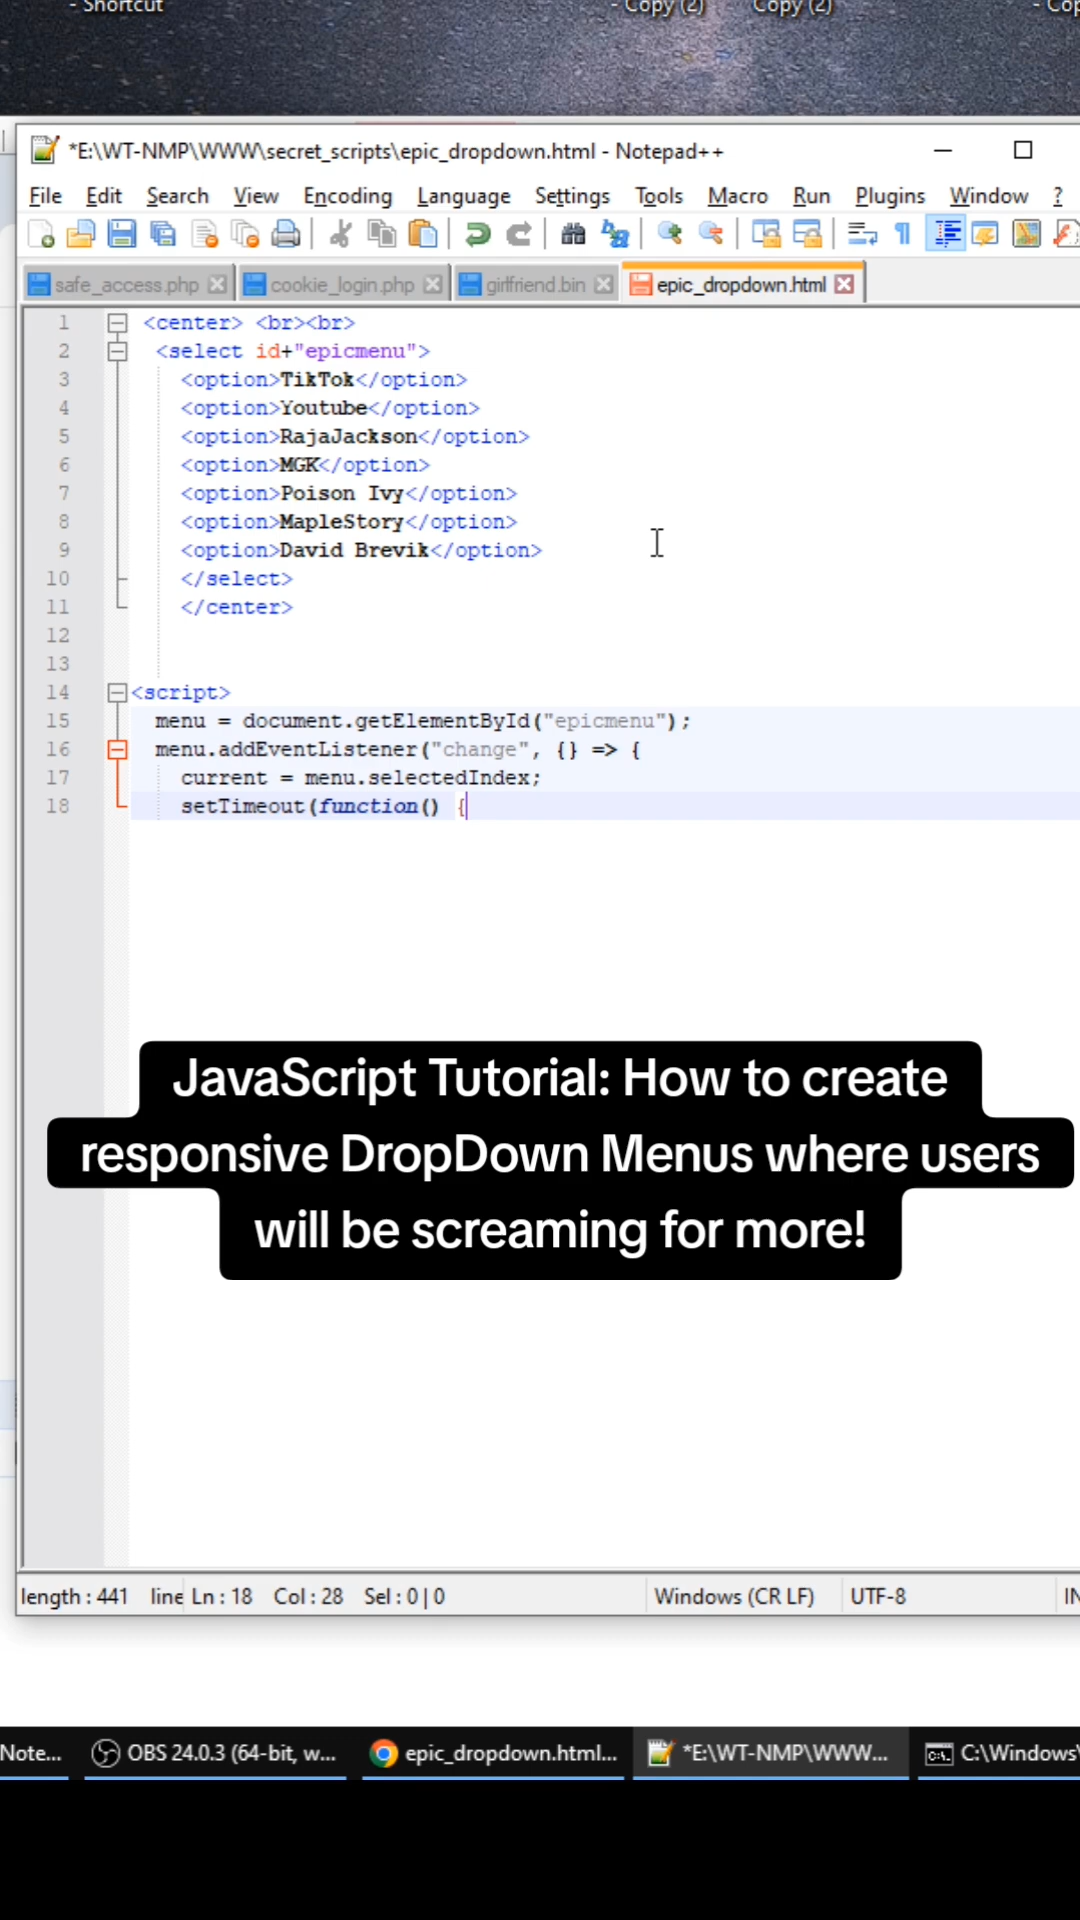 - Shortcut
- Copy (2)
Copy (2)
*E:\WT-NMP\WWW\secret_scripts\epic_dropdown.html - Notepad++
File Edit Search View Encoding Language Settings Tools Macro Run Plugins Window ?
safe_access.php cookie_login.php girlfriend.bin epic_dropdown.html
1 <center> <br><br>
2 <select id+"epicmenu">
3 <option>TikTok</option>
4 <option>Youtube</option>
5 <option>RajaJackson</option>
6 <option>MGK</option>
7 <option>Poison Ivy</option>
8 <option>MapleStory</option>
9 <option>David Brevik</option>
10 </select>
11 </center>
12
13
14 <script>
15 menu = document.getElementById("epicmenu");
16 menu.addEventListener("change", {} => {
17 current = menu.selectedIndex;
18 setTimeout(function() {
JavaScript Tutorial: How to create
responsive DropDown Menus where users
will be screaming for more!
length : 441 line Ln : 18 Col : 28 Sel : 0 | 0 Windows (CR LF) UTF-8 IN
Note... OBS 24.0.3 (64-bit, w... epic_dropdown.html... *E:\WT-NMP\WWW... C:\Windows\